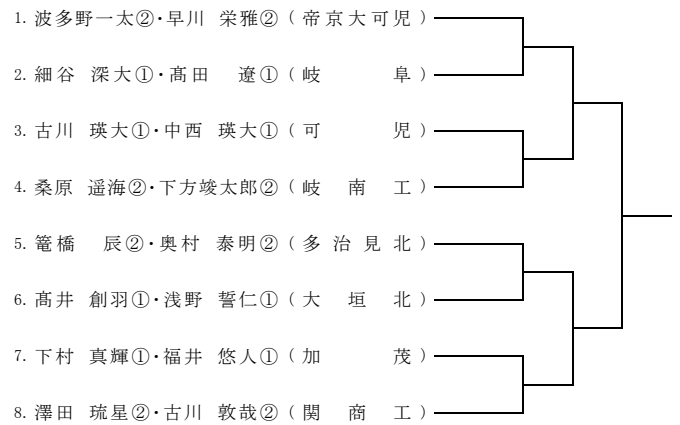 1. 波多野一太②・早川 栄雅② ( 帝京大可児 )
2. 細谷 深大①・髙田 遼① ( 岐 阜 )
3. 古川 瑛大①・中西 瑛大① ( 可 児 )
4. 桑原 遥海②・下方竣太郎② ( 岐 南 工 )
5. 篭橋 辰②・奥村 泰明② ( 多 治 見 北 )
6. 髙井 創羽①・浅野 誓仁① ( 大 垣 北 )
7. 下村 真輝①・福井 悠人① ( 加 茂 )
8. 澤田 琉星②・古川 敦哉② ( 関 商 工 )